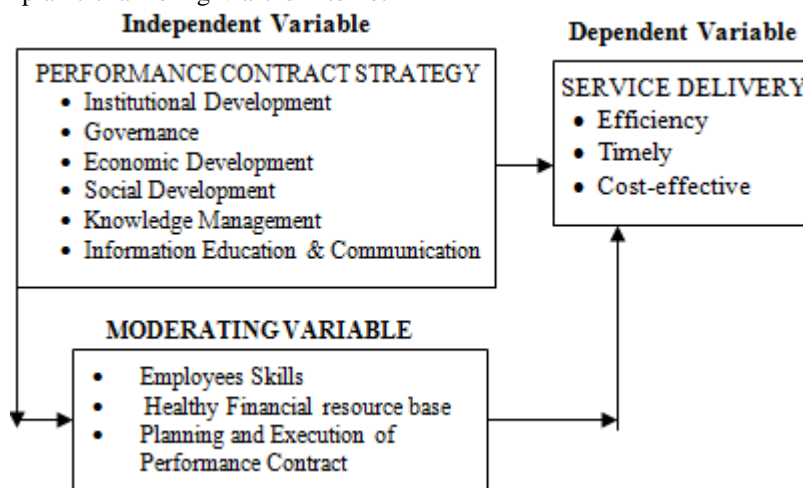 Independent Variable
PERFORMANCE CONTRACT STRATEGY
• Institutional Development
• Governance
• Economic Development
• Social Development
• Knowledge Management
• Information Education & Communication
Dependent Variable
SERVICE DELIVERY
• Efficiency
• Timely
• Cost-effective
MODERATING VARIABLE
• Employees Skills
• Healthy Financial resource base
• Planning and Execution of
Performance Contract